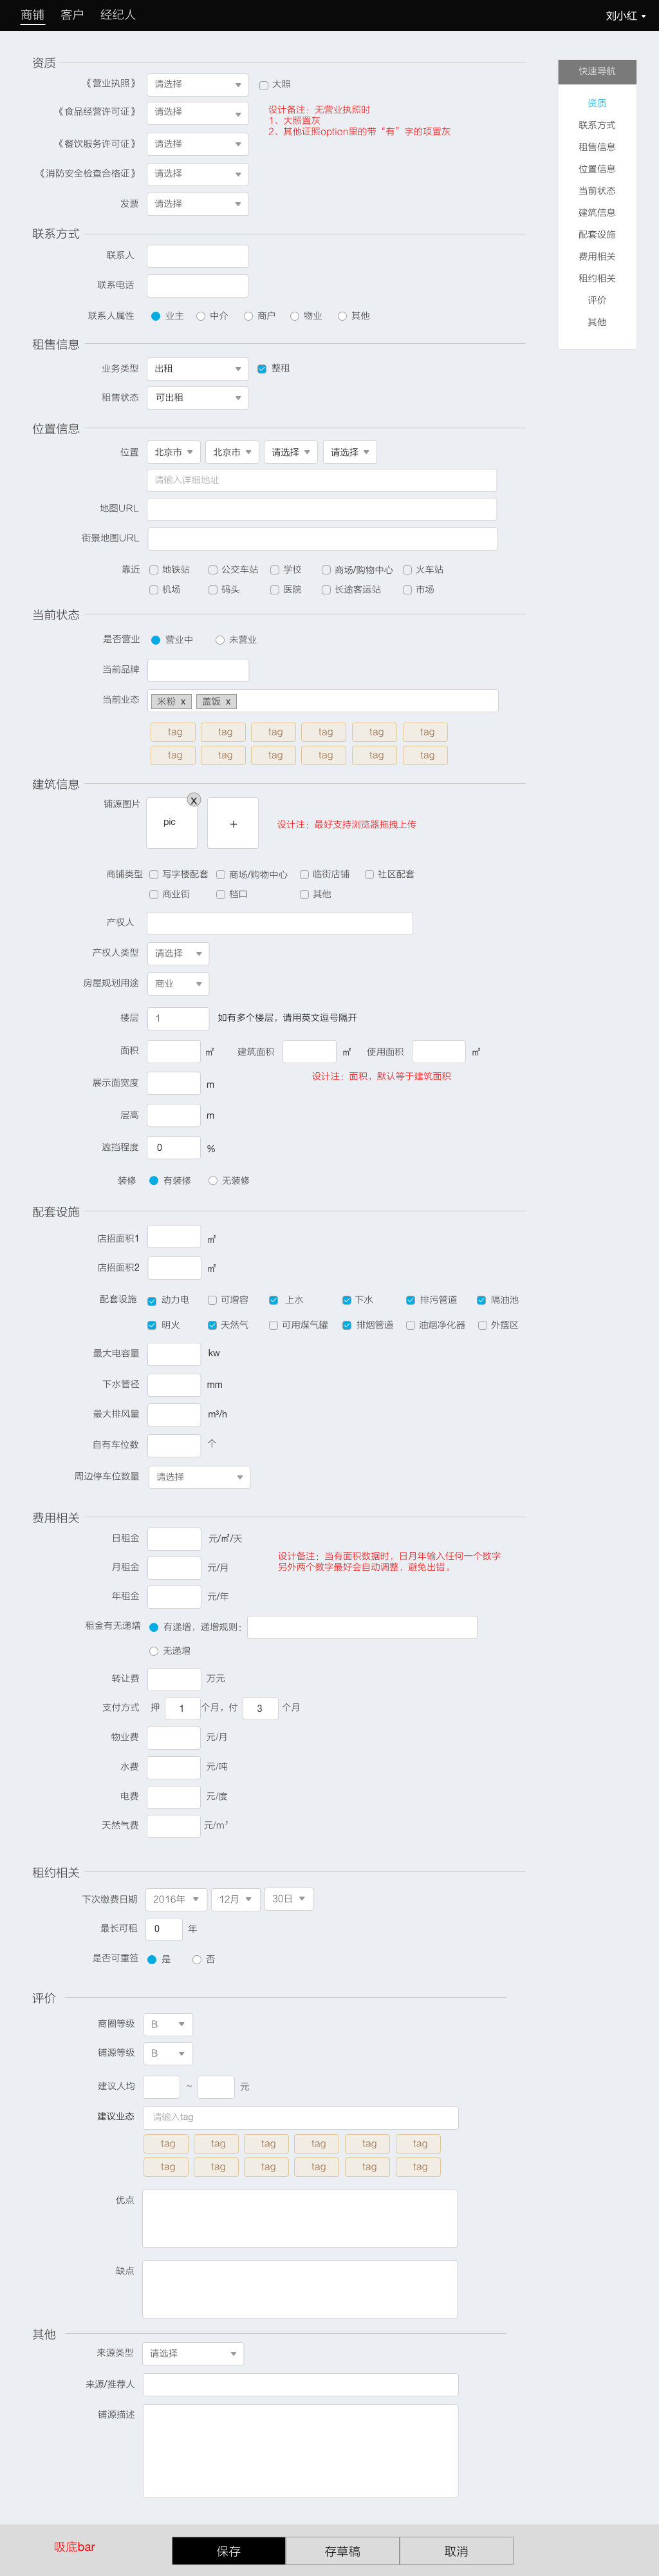 商铺 客户 经纪人 刘小红
快速导航
资质
联系方式
租售信息
位置信息
当前状态
建筑信息
配套设施
费用相关
租约相关
评价
其他
资质
《营业执照》 请选择 大照
《食品经营许可证》 请选择
《餐饮服务许可证》 请选择
《消防安全检查合格证》 请选择
发票 请选择
设计备注：无营业执照时
1、大照置灰
2、其他证照option里的带“有”字的项置灰
联系方式
联系人
联系电话
联系人属性 业主 中介 商户 物业 其他
租售信息
业务类型 出租 整租
租售状态 可出租
位置信息
位置 北京市 北京市 请选择 请选择
请输入详细地址
地图URL
街景地图URL
靠近 地铁站 公交车站 学校 商场/购物中心 火车站
机场 码头 医院 长途客运站 市场
当前状态
是否营业 营业中 未营业
当前品牌
当前业态 米粉 x 盖饭 x
tag tag tag tag tag tag
tag tag tag tag tag tag
建筑信息
铺源图片 pic X + 设计注：最好支持浏览器拖拽上传
商铺类型 写字楼配套 商场/购物中心 临街店铺 社区配套
商业街 档口 其他
产权人
产权人类型 请选择
房屋规划用途 商业
楼层 1 如有多个楼层，请用英文逗号隔开
面积 ㎡ 建筑面积 ㎡ 使用面积 ㎡
设计注：面积，默认等于建筑面积
展示面宽度 m
层高 m
遮挡程度 0 %
装修 有装修 无装修
配套设施
店招面积1 ㎡
店招面积2 ㎡
配套设施 动力电 可增容 上水 下水 排污管道 隔油池
明火 天然气 可用煤气罐 排烟管道 油烟净化器 外摆区
最大电容量 kw
下水管径 mm
最大排风量 m³/h
自有车位数 个
周边停车位数量 请选择
费用相关
日租金 元/㎡/天
月租金 元/月
年租金 元/年
设计备注：当有面积数据时，日月年输入任何一个数字
另外两个数字最好会自动调整，避免出错。
租金有无递增 有递增，递增规则：
无递增
转让费 万元
支付方式 押 1 个月，付 3 个月
物业费 元/月
水费 元/吨
电费 元/度
天然气费 元/m³
租约相关
下次缴费日期 2016年 12月 30日
最长可租 0 年
是否可重签 是 否
评价
商圈等级 B
铺源等级 B
建议人均 ~ 元
建议业态 请输入tag
tag tag tag tag tag tag
tag tag tag tag tag tag
优点
缺点
其他
来源类型 请选择
来源/推荐人
铺源描述
吸底bar 保存 存草稿 取消